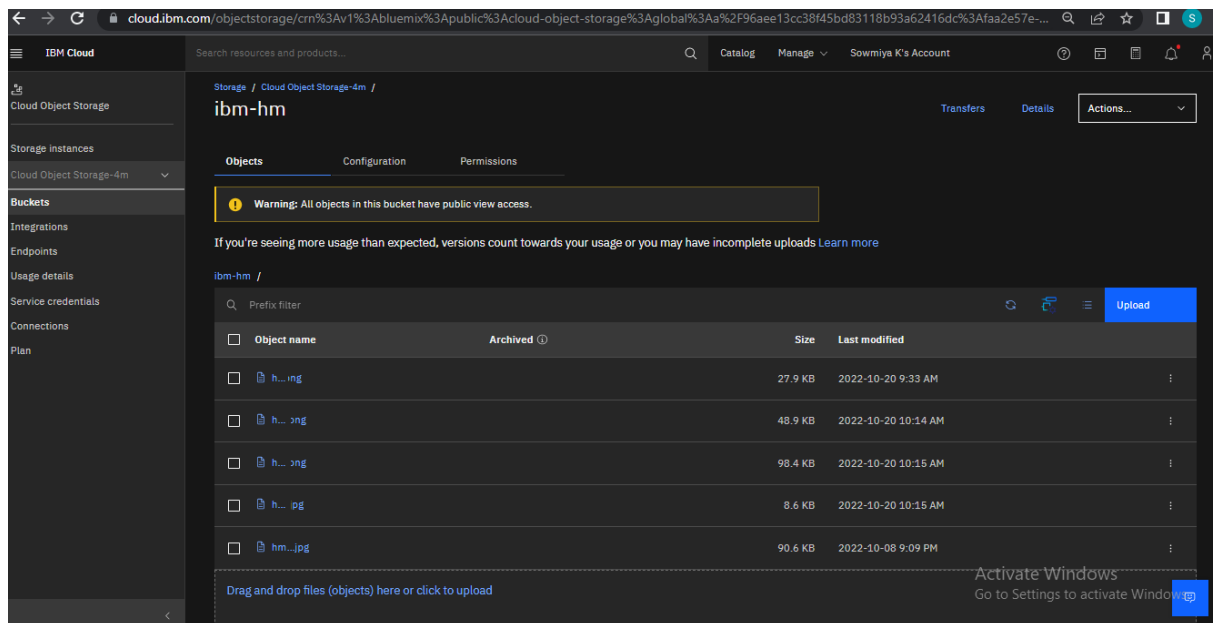 cloud.ibm.com/objectstorage/crn%3Av1%3Abluemix%3Apublic%3Acloud-object-storage%3Aglobal%3Aa%2F96aee13cc38f45bd83118b93a62416dc%3Afaa2e57e-... S
IBM Cloud Search resources and products... Catalog Manage Sowmiya K's Account
Cloud Object Storage
Storage instances
Cloud Object Storage-4m
Buckets
Integrations
Endpoints
Usage details
Service credentials
Connections
Plan
Storage / Cloud Object Storage-4m /
ibm-hm Transfers Details Actions...
Objects Configuration Permissions
Warning: All objects in this bucket have public view access.
If you're seeing more usage than expected, versions count towards your usage or you may have incomplete uploads Learn more
ibm-hm /
Prefix filter Upload
Object name Archived Size Last modified
h... 27.9 KB 2022-10-20 9:33 AM
h... 48.9 KB 2022-10-20 10:14 AM
h... 98.4 KB 2022-10-20 10:15 AM
h... jpg 8.6 KB 2022-10-20 10:15 AM
hm...jpg 90.6 KB 2022-10-08 9:09 PM
Drag and drop files (objects) here or click to upload
Activate Windows
Go to Settings to activate Windows.